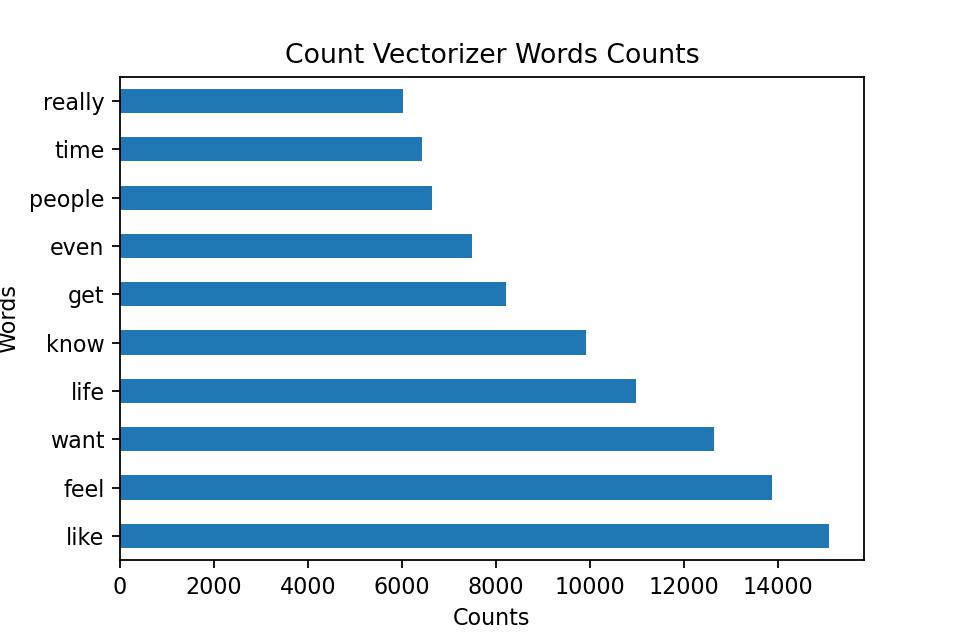 Count Vectorizer Words Counts
really
time
people
even
get
know
life
want
feel
like
Words
0 2000 4000 6000 8000 10000 12000 14000
Counts